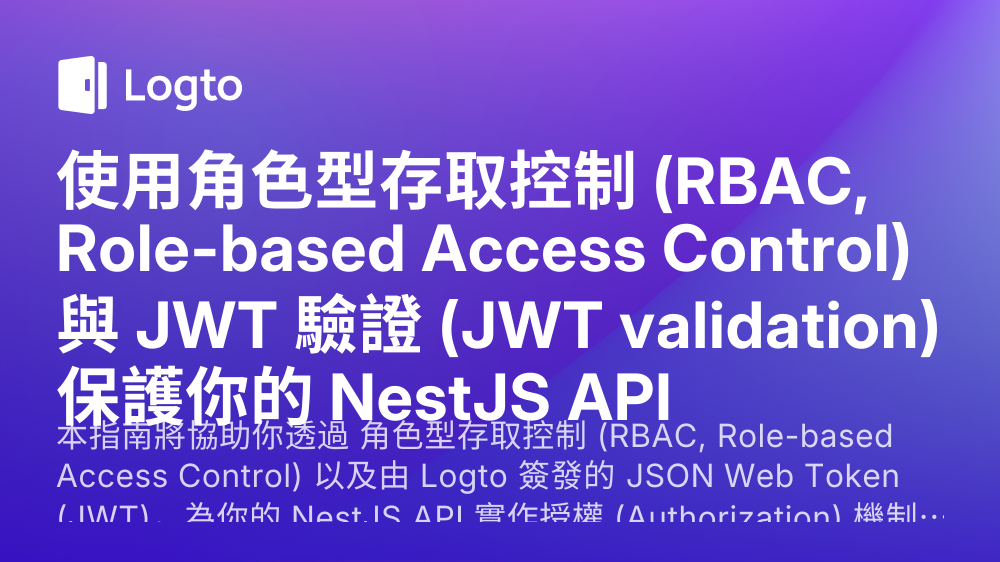 Logto
使用角色型存取控制 (RBAC,
Role-based Access Control)
與 JWT 驗證 (JWT validation)
保護你的 NestJS API
本指南將協助你透過 角色型存取控制 (RBAC, Role-based
Access Control) 以及由 Logto 簽發的 JSON Web Token
(JWT)，為你的 NestJS API 實作授權 (Authorization) 機制⋯